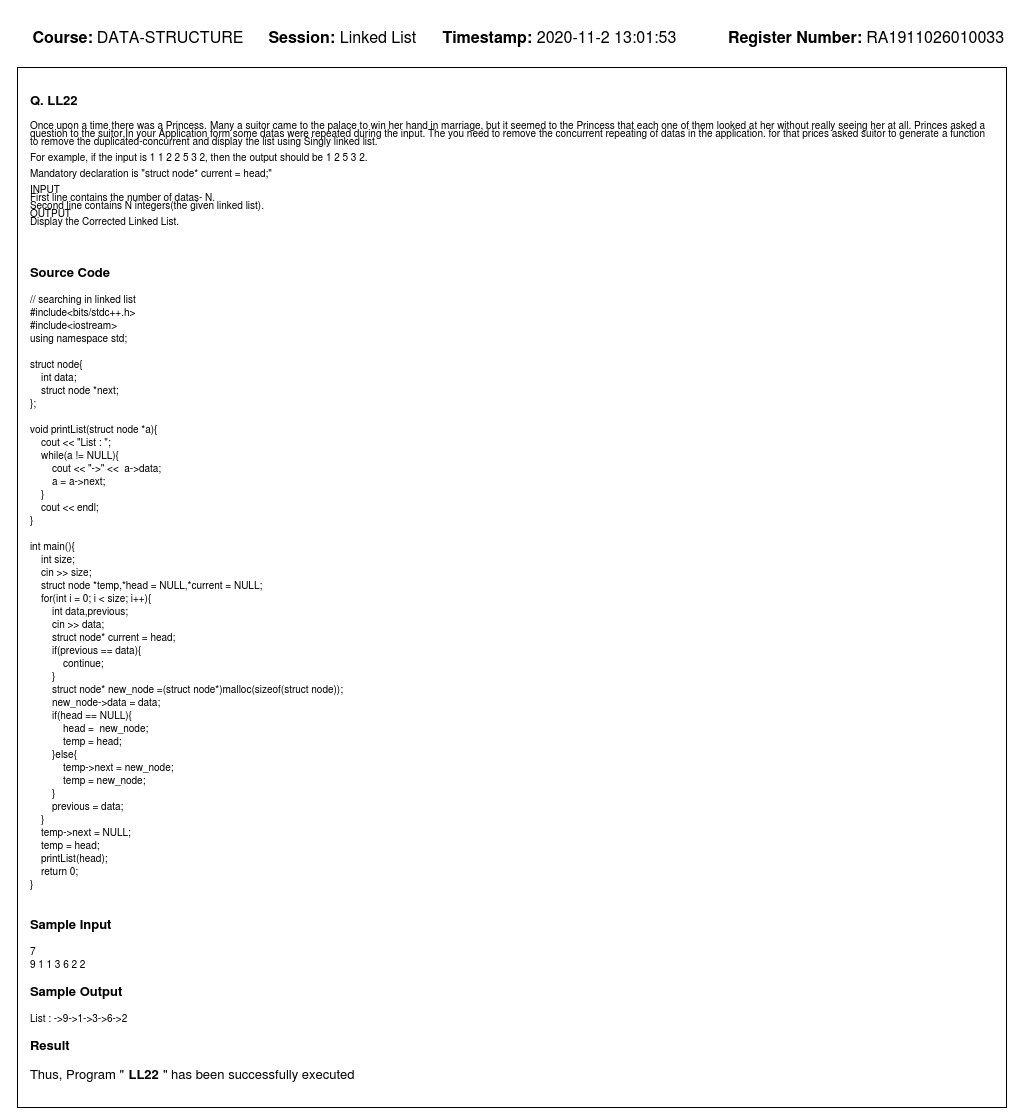 Course: DATA-STRUCTURE Session: Linked List Timestamp: 2020-11-2 13:01:53 Register Number: RA1911026010033
Q. LL22
Once upon a time there was a Princess. Many a suitor came to the palace to win her hand in marriage, but it seemed to the Princess that each one of them looked at her without really seeing her at all. Princes asked a
question to the suitor,in your Application form some datas were repeated during the input. The you need to remove the concurrent repeating of datas in the application. for that prices asked suitor to generate a function
to remove the duplicated-concurrent and display the list using Singly linked list.
For example, if the input is 1 1 2 2 5 3 2, then the output should be 1 2 5 3 2.
Mandatory declaration is "struct node* current = head;"
INPUT
First line contains the number of datas- N.
Second line contains N integers(the given linked list).
OUTPUT
Display the Corrected Linked List.
Source Code
// searching in linked list
#include<bits/stdc++.h>
#include<iostream>
using namespace std;
struct node{
    int data;
    struct node *next;
};
void printList(struct node *a){
    cout << "List : ";
    while(a != NULL){
        cout << "->" <<  a->data;
        a = a->next;
    }
    cout << endl;
}
int main(){
    int size;
    cin >> size;
    struct node *temp,*head = NULL,*current = NULL;
    for(int i = 0; i < size; i++){
        int data,previous;
        cin >> data;
        struct node* current = head;
        if(previous == data){
            continue;
        }
        struct node* new_node =(struct node*)malloc(sizeof(struct node));
        new_node->data = data;
        if(head == NULL){
            head =  new_node;
            temp = head;
        }else{
            temp->next = new_node;
            temp = new_node;
        }
        previous = data;
    }
    temp->next = NULL;
    temp = head;
    printList(head);
    return 0;
}
Sample Input
7
9 1 1 3 6 2 2
Sample Output
List : ->9->1->3->6->2
Result
Thus, Program " LL22 " has been successfully executed